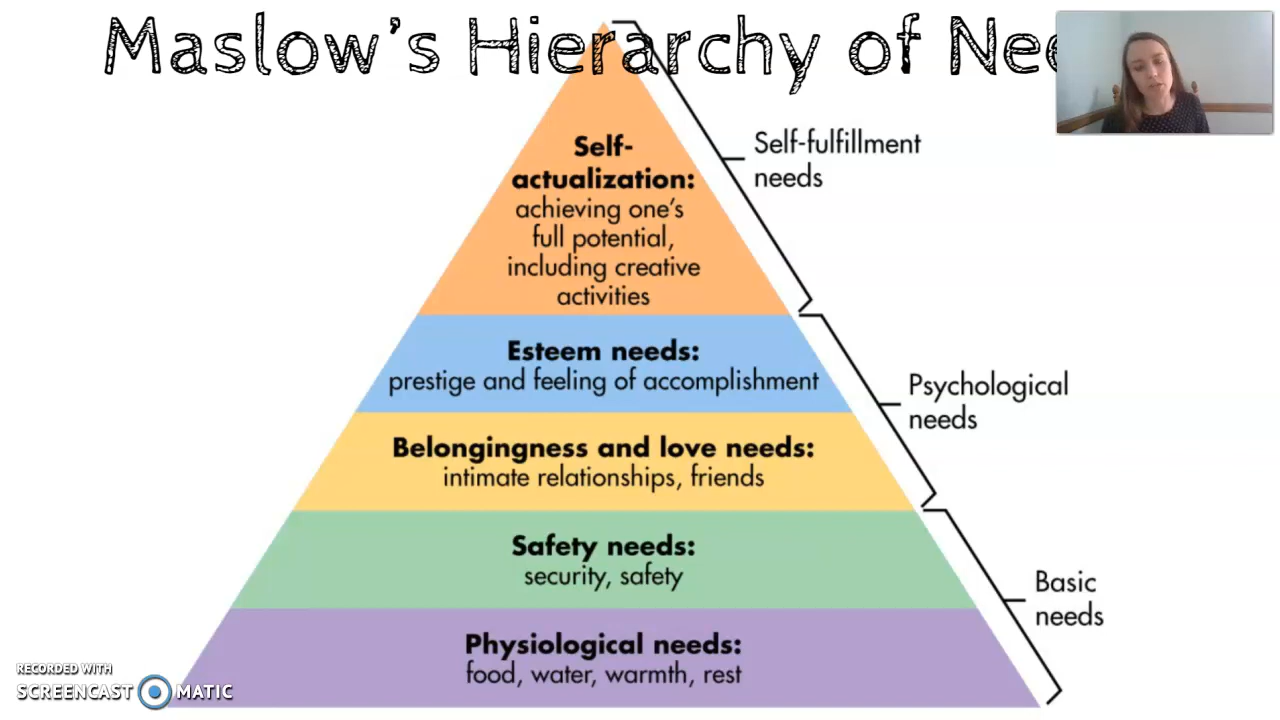 Maslow's Hierarchy of Nee
Self-fulfillment
needs
Self-
actualization:
achieving one's
full potential,
including creative
activities
Esteem needs:
prestige and feeling of accomplishment
Psychological
needs
Belongingness and love needs:
intimate relationships, friends
Safety needs:
security, safety
Basic
needs
Physiological needs:
food, water, warmth, rest
RECORDED WITH
SCREENCAST MATIC